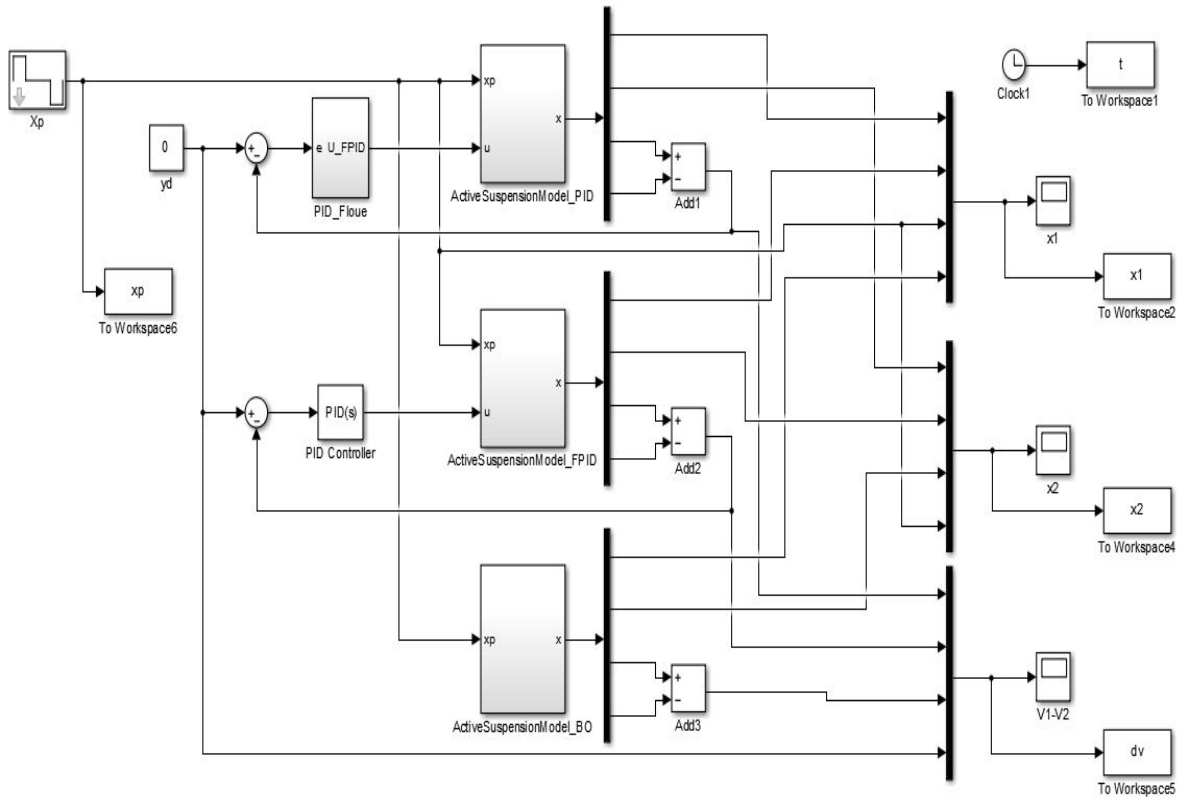 Xp
0
yd
xp
To Workspace6
+
-
e U_FPID
PID_Floue
xp
u
x
ActiveSuspensionModel_PID
+
-
Add1
+
-
PID(s)
PID Controller
xp
u
x
ActiveSuspensionModel_FPID
+
-
Add2
xp
x
ActiveSuspensionModel_BO
+
-
Add3
Clock1
t
To Workspace1
x1
x1
To Workspace2
x2
x2
To Workspace4
V1-V2
dv
To Workspace5